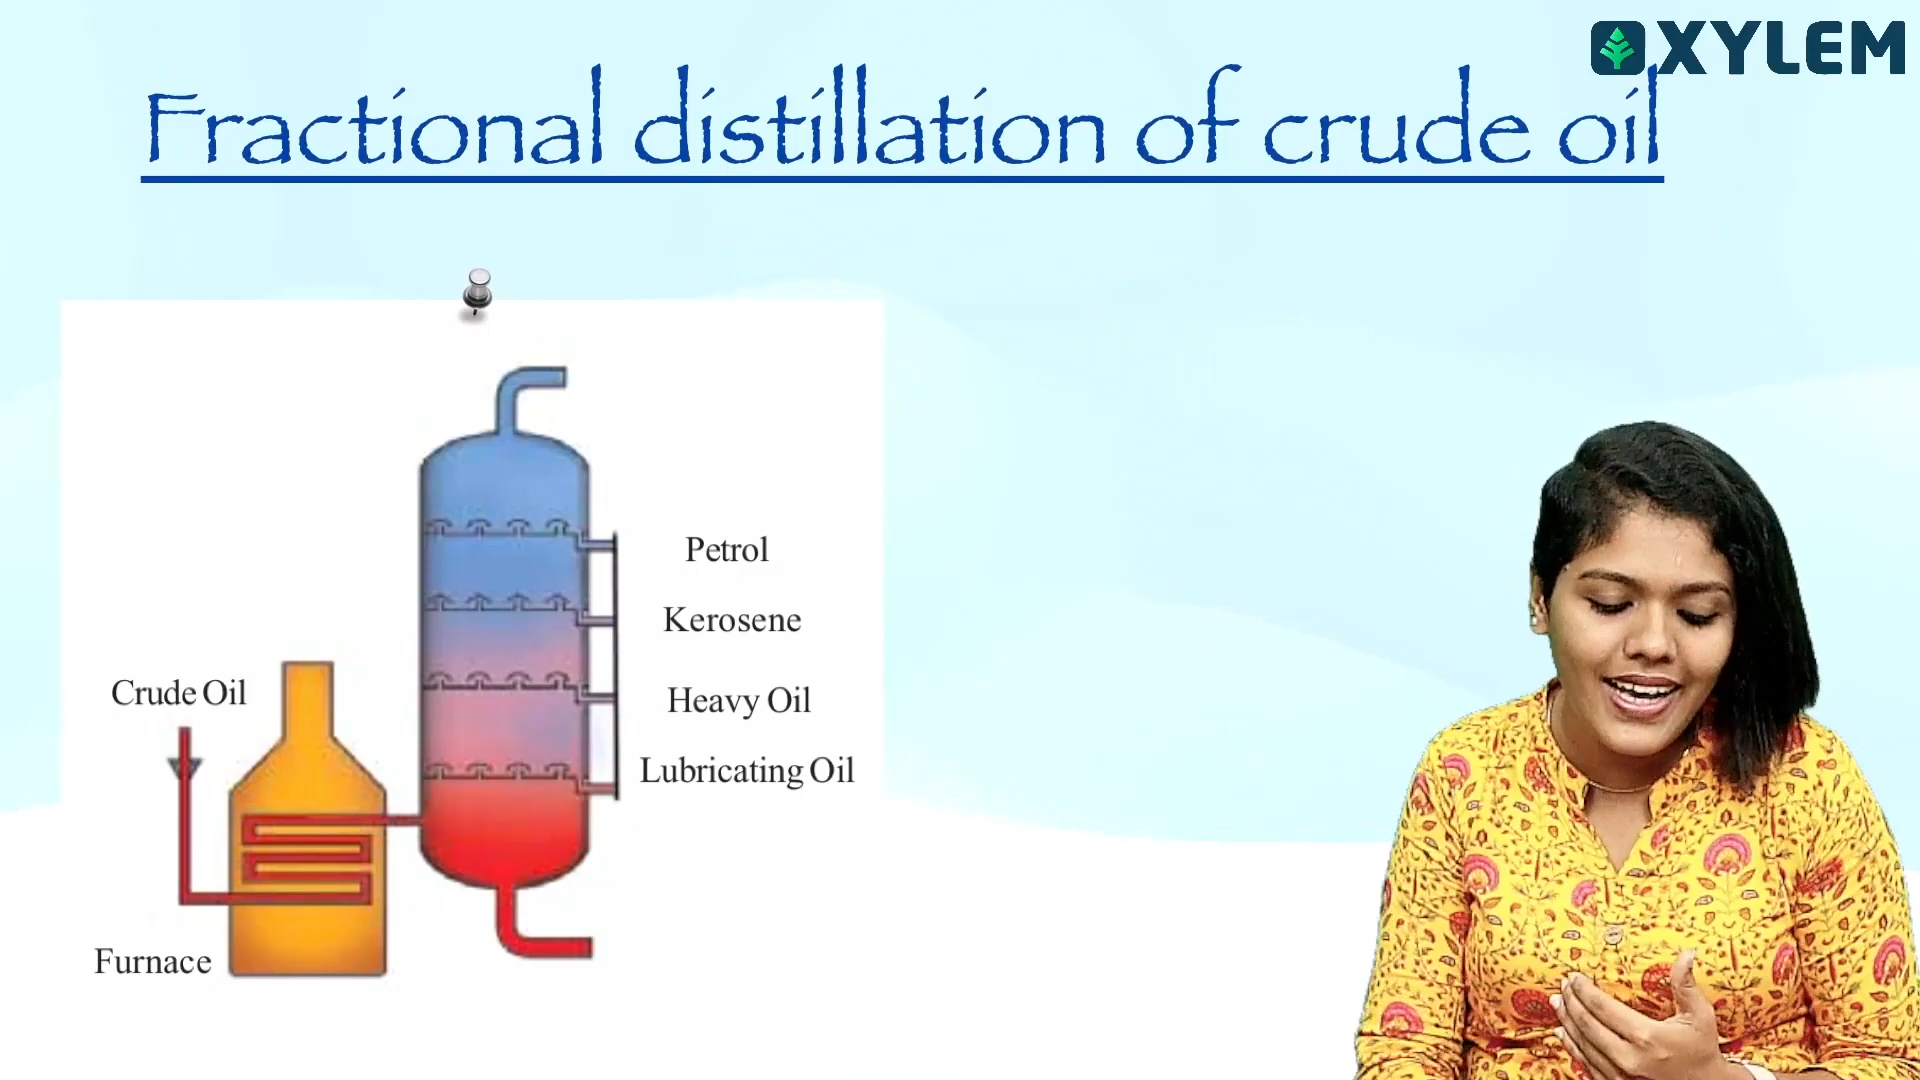 XYLEM
Fractional distillation of crude oil
Petrol
Kerosene
Crude Oil
Heavy Oil
Lubricating Oil
Furnace